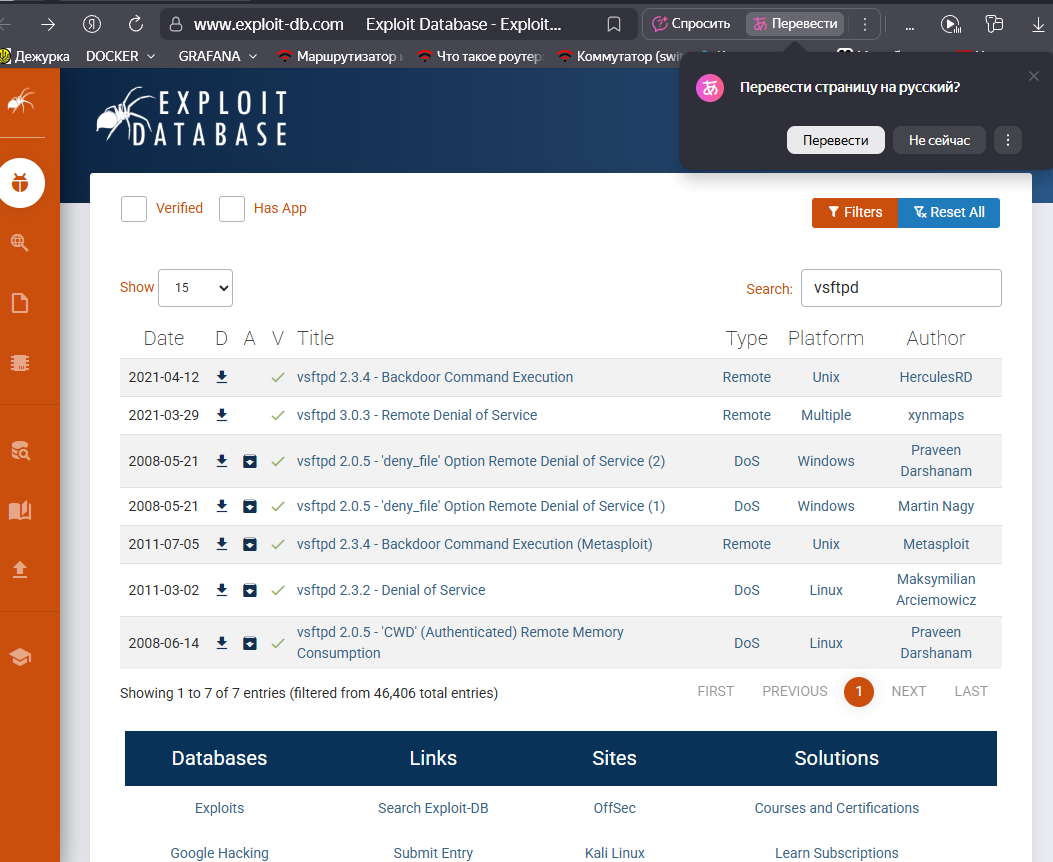 www.exploit-db.com Exploit Database - Exploit... Спросить Перевести ...
Дежурка DOCKER GRAFANA Маршрутизатор Что такое роутер Коммутатор (swi
Перевести страницу на русский?
Перевести Не сейчас
EXPLOIT
DATABASE
Verified Has App Filters Reset All
Show 15 Search: vsftpd
Date D A V Title Type Platform Author
2021-04-12 vsftpd 2.3.4 - Backdoor Command Execution Remote Unix HerculesRD
2021-03-29 vsftpd 3.0.3 - Remote Denial of Service Remote Multiple xynmaps
2008-05-21 vsftpd 2.0.5 - 'deny_file' Option Remote Denial of Service (2) DoS Windows Praveen
Darshanam
2008-05-21 vsftpd 2.0.5 - 'deny_file' Option Remote Denial of Service (1) DoS Windows Martin Nagy
2011-07-05 vsftpd 2.3.4 - Backdoor Command Execution (Metasploit) Remote Unix Metasploit
2011-03-02 vsftpd 2.3.2 - Denial of Service DoS Linux Maksymilian
Arciemowicz
2008-06-14 vsftpd 2.0.5 - 'CWD' (Authenticated) Remote Memory
Consumption DoS Linux Praveen
Darshanam
Showing 1 to 7 of 7 entries (filtered from 46,406 total entries) FIRST PREVIOUS 1 NEXT LAST
Databases Links Sites Solutions
Exploits Search Exploit-DB OffSec Courses and Certifications
Google Hacking Submit Entry Kali Linux Learn Subscriptions